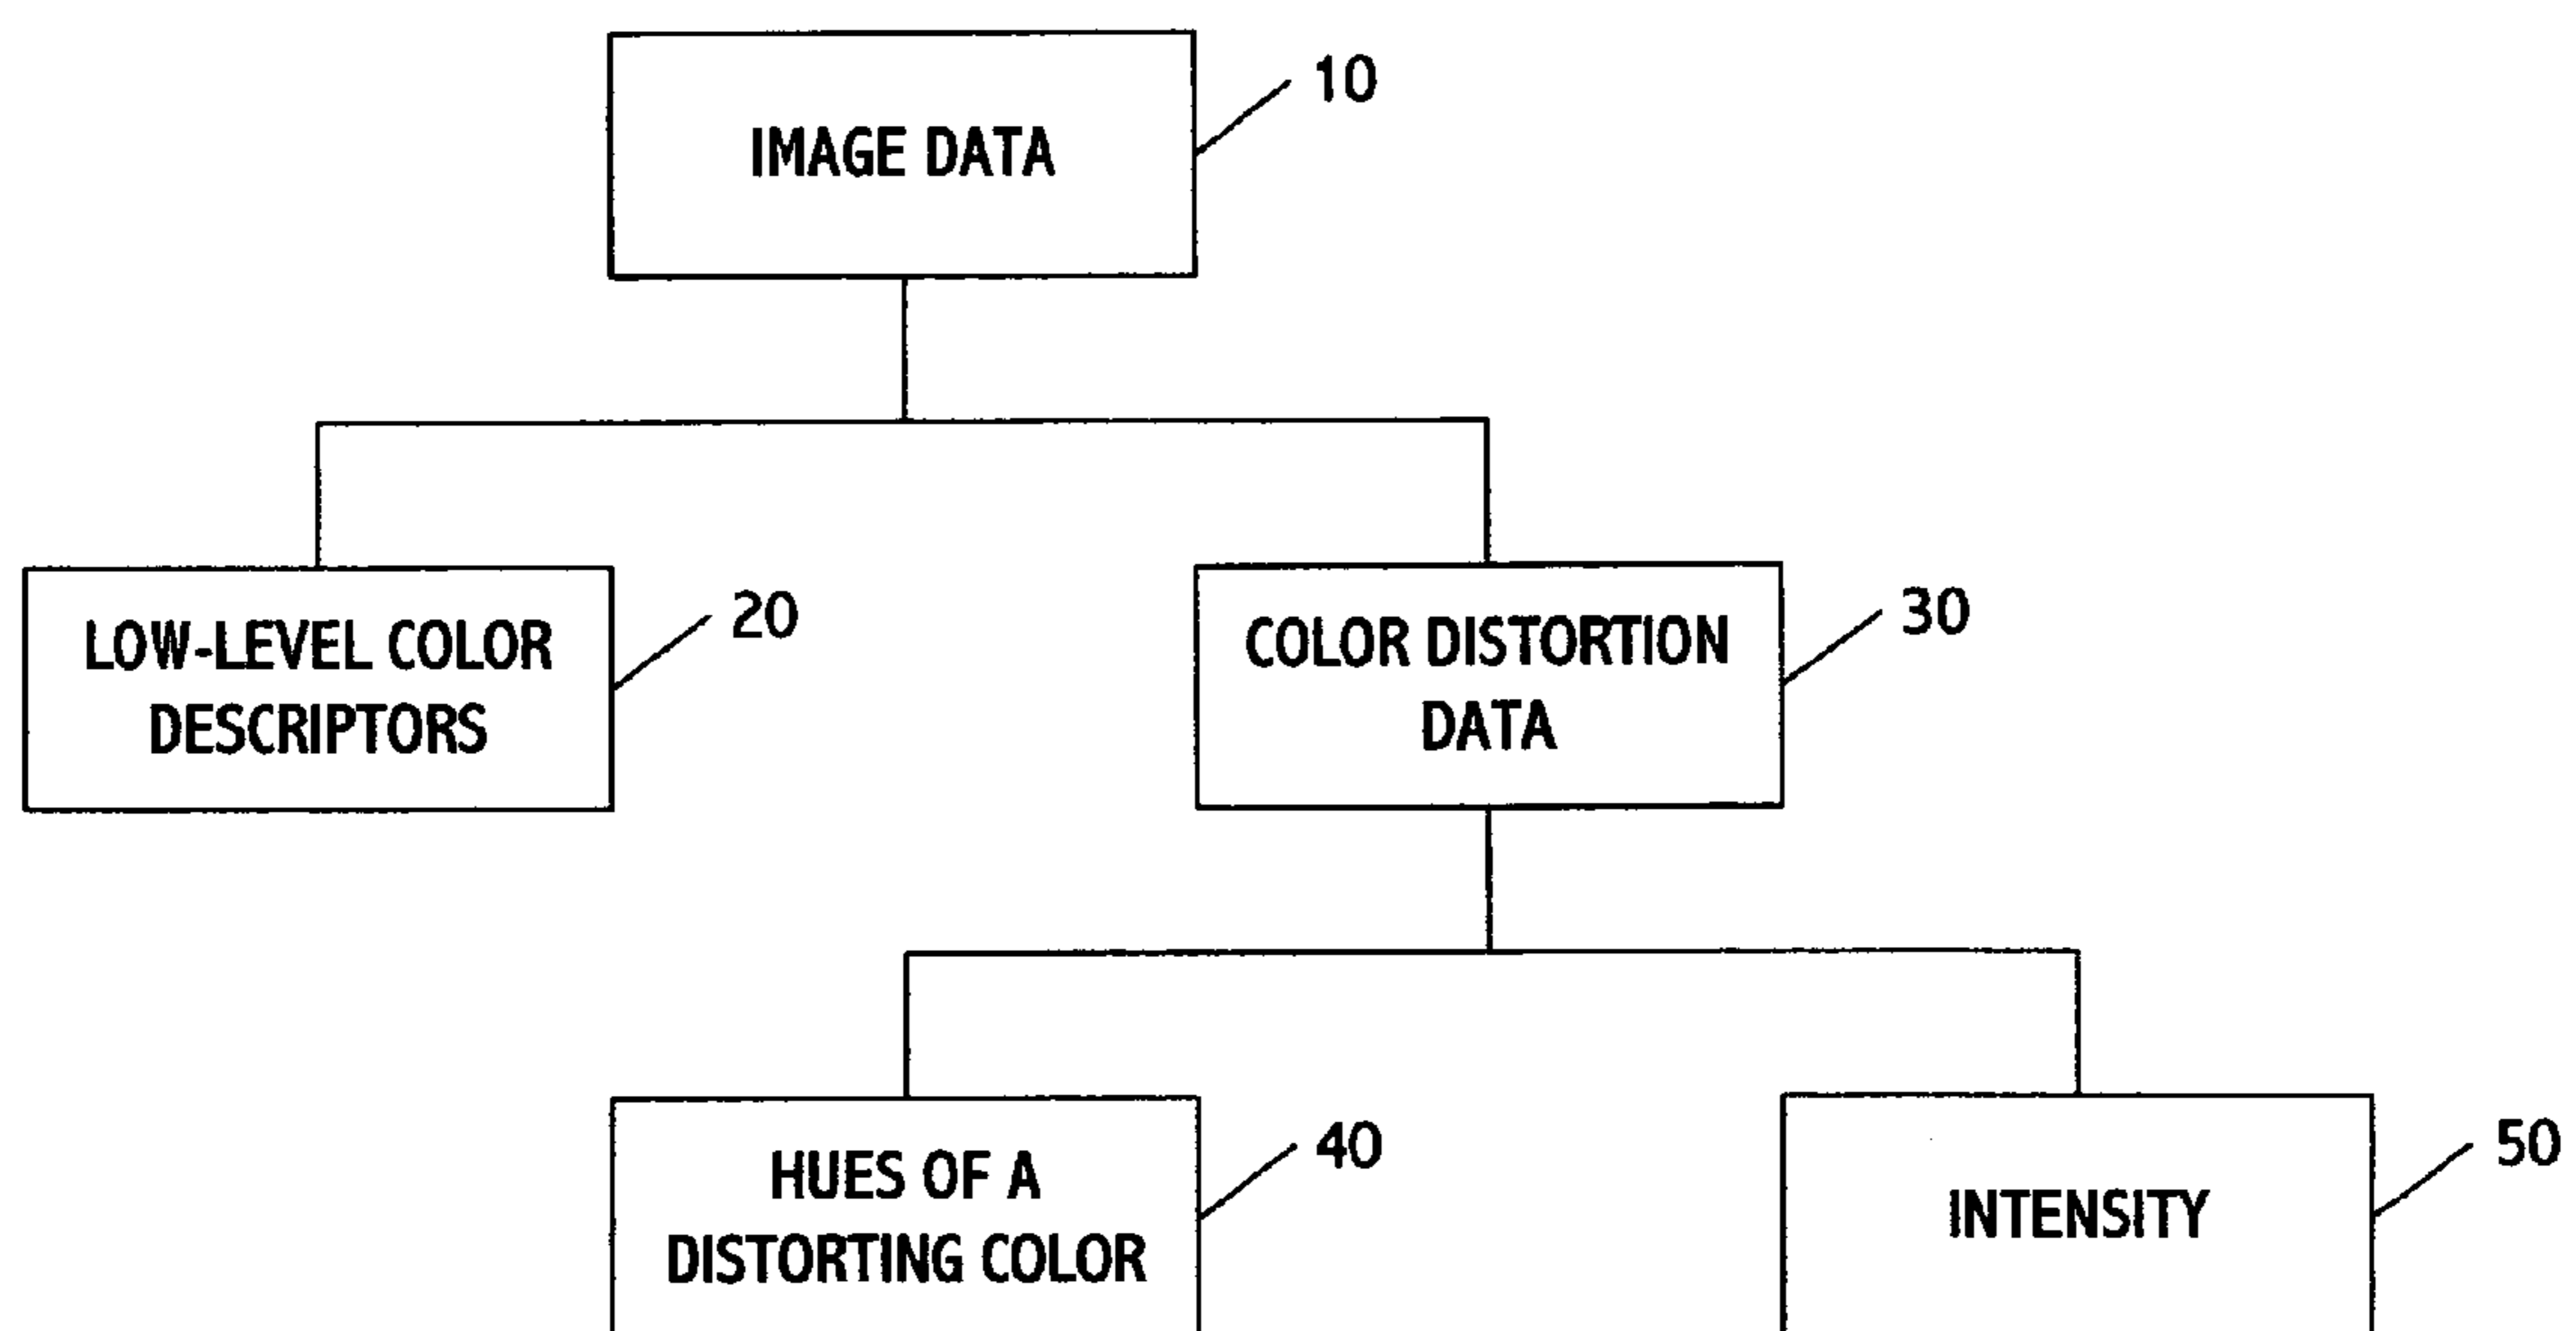 IMAGE DATA
10
LOW-LEVEL COLOR
DESCRIPTORS
20
COLOR DISTORTION
DATA
30
HUES OF A
DISTORTING COLOR
40
INTENSITY
50